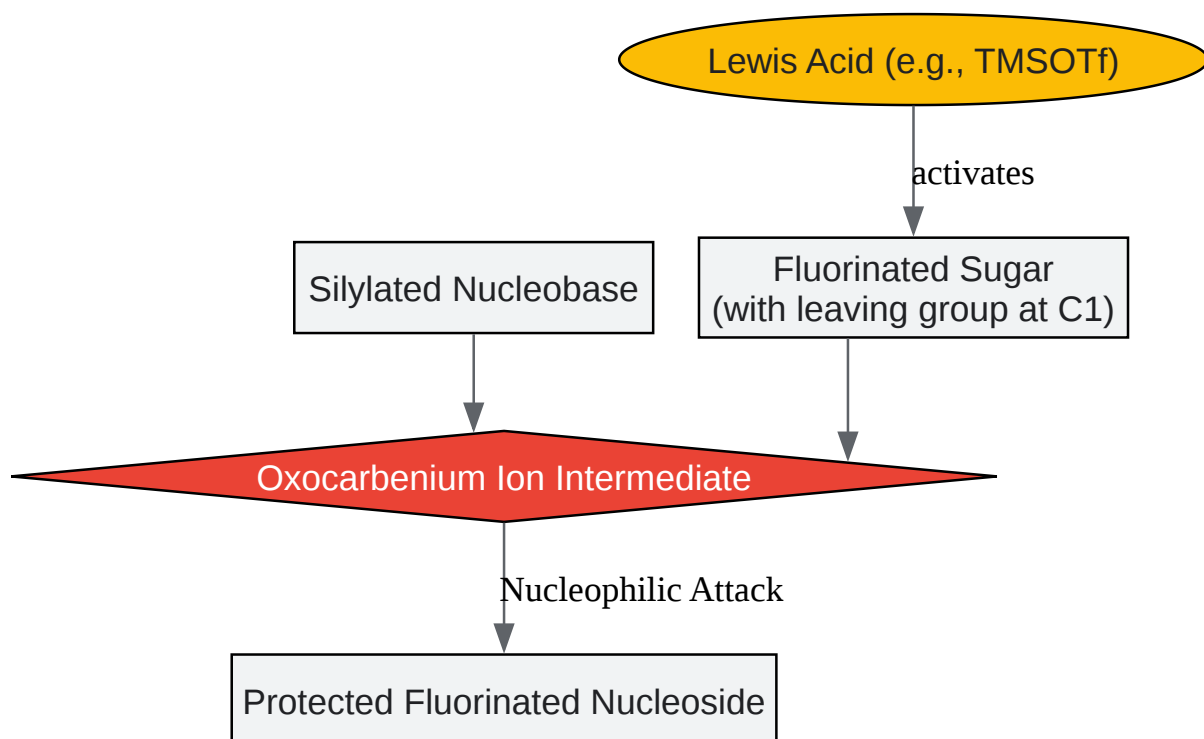 Lewis Acid (e.g., TMSOTf)
activates
Silylated Nucleobase
Fluorinated Sugar
(with leaving group at C1)
Oxocarbenium Ion Intermediate
Nucleophilic Attack
Protected Fluorinated Nucleoside